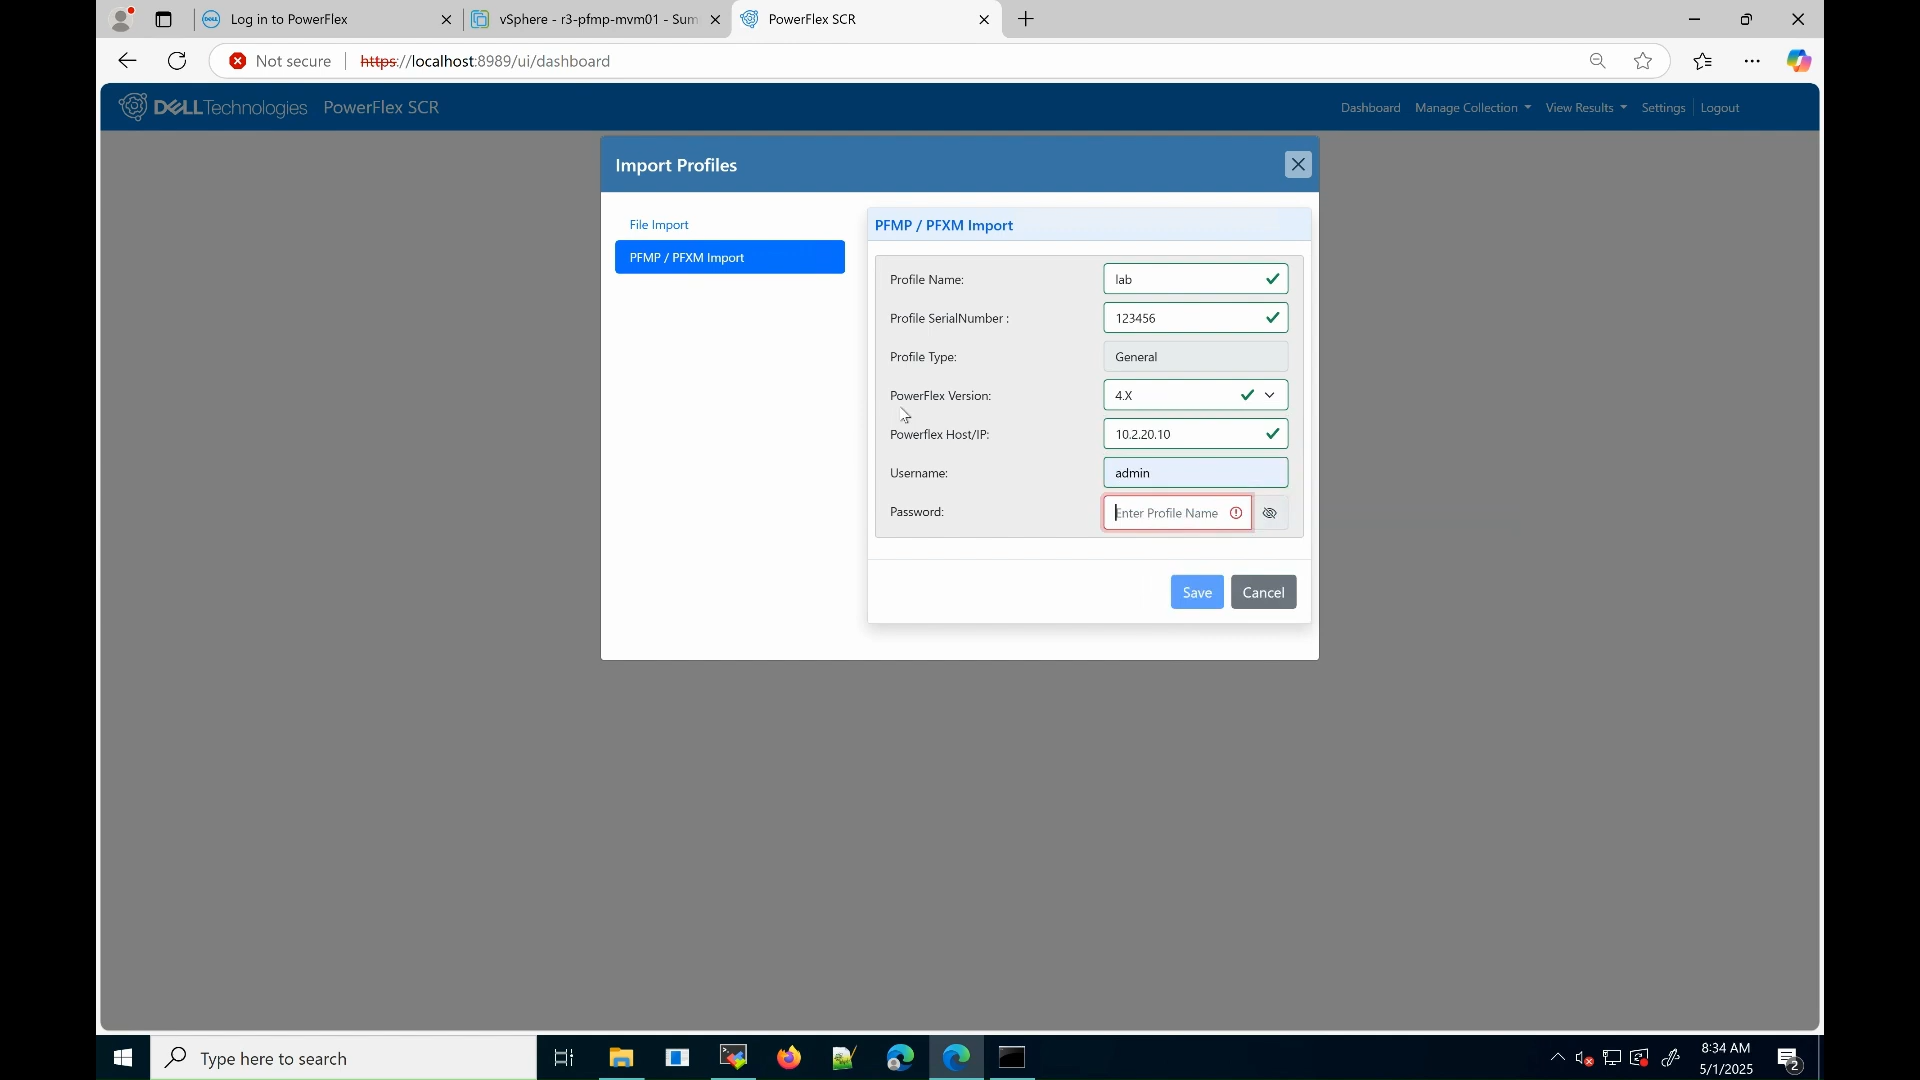 Log in to PowerFlex
vSphere - r3-pfmp-mvm01 - Sum
PowerFlex SCR
Not secure
https://localhost:8989/ui/dashboard
DELLTechnologies PowerFlex SCR
Dashboard Manage Collection View Results Settings Logout
Import Profiles
File Import
PFMP / PFXM Import
PFMP / PFXM Import
Profile Name: lab
Profile SerialNumber : 123456
Profile Type: General
PowerFlex Version: 4.X
Powerflex Host/IP: 10.2.20.10
Username: admin
Password: Enter Profile Name
Save Cancel
Type here to search
8:34 AM
5/1/2025
2